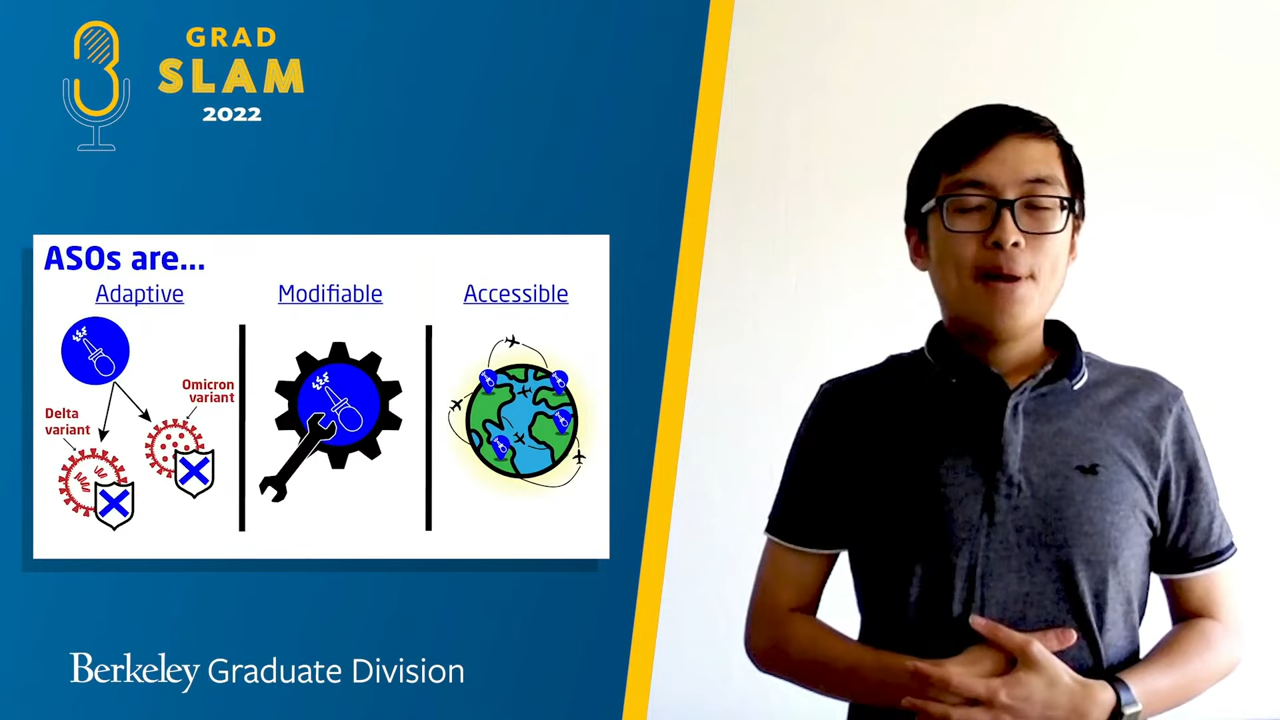 GRAD
SLAM
2022
ASOs are...
Adaptive
Modifiable
Accessible
Omicron
variant
Delta
variant
Berkeley Graduate Division